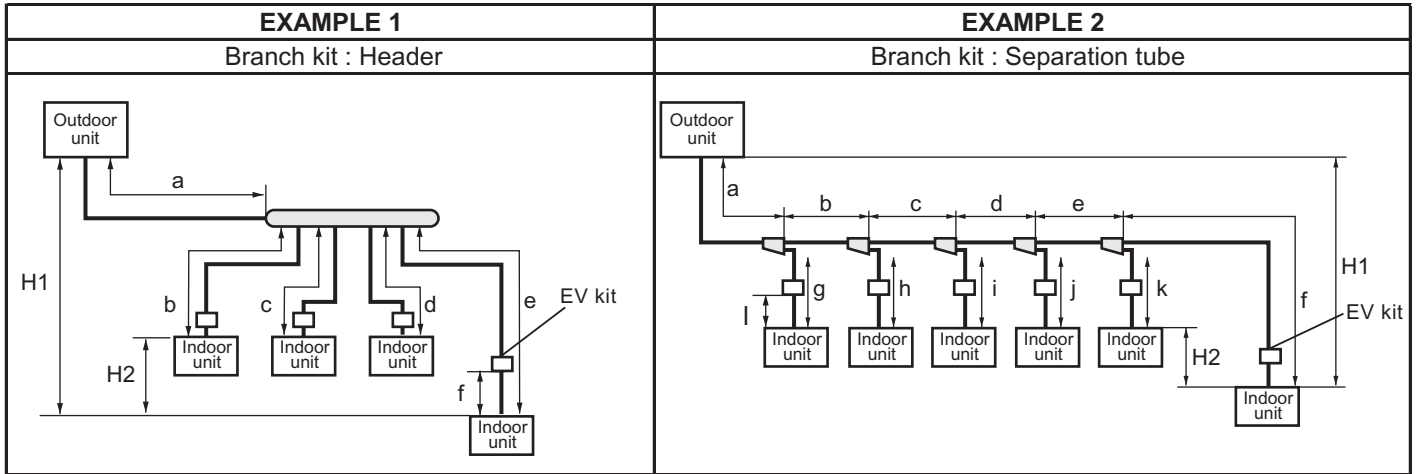 EXAMPLE 1
EXAMPLE 2
Branch kit : Header
Branch kit : Separation tube
Outdoor
unit
a
H1
b
c
d
e
EV kit
H2
Indoor
unit
Indoor
unit
Indoor
unit
f
Indoor
unit
Outdoor
unit
a
b
c
d
e
H1
g
h
i
j
k
f
EV kit
l
Indoor
unit
Indoor
unit
Indoor
unit
Indoor
unit
Indoor
unit
H2
Indoor
unit